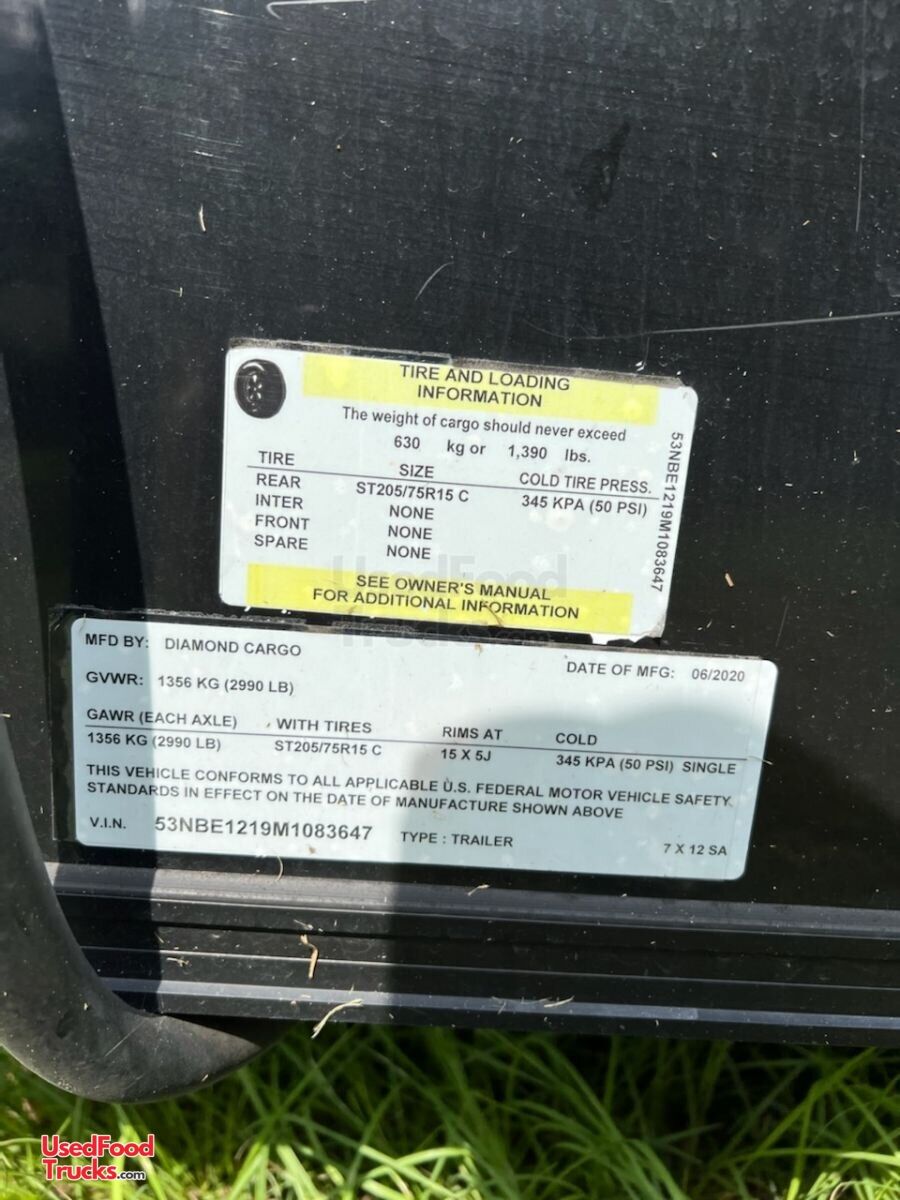 TIRE AND LOADING
INFORMATION
The weight of cargo should never exceed
630 kg or 1,390 lbs.
TIRE SIZE COLD TIRE PRESS.
REAR ST205/75R15 C 345 KPA (50 PSI)
INTER NONE
FRONT NONE
SPARE NONE
SEE OWNER'S MANUAL
FOR ADDITIONAL INFORMATION
53NBE1219M1083647
UsedFood
Trucks.com
MFD BY: DIAMOND CARGO DATE OF MFG: 06/2020
GVWR: 1356 KG (2990 LB)
GAWR (EACH AXLE) WITH TIRES RIMS AT COLD
1356 KG (2990 LB) ST205/75R15 C 15 X 5J 345 KPA (50 PSI) SINGLE
THIS VEHICLE CONFORMS TO ALL APPLICABLE U.S. FEDERAL MOTOR VEHICLE SAFETY
STANDARDS IN EFFECT ON THE DATE OF MANUFACTURE SHOWN ABOVE
V.I.N. 53NBE1219M1083647 TYPE : TRAILER 7 X 12 SA
UsedFood
Trucks.com